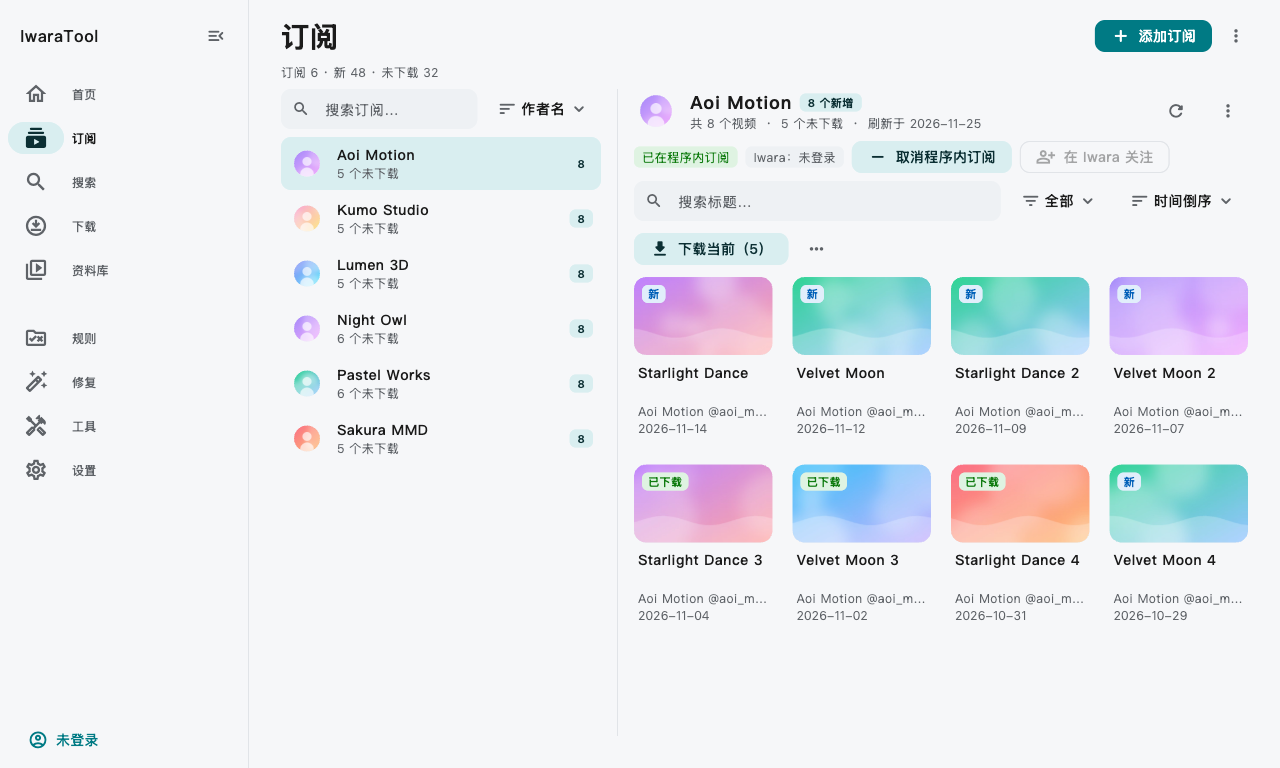 IwaraTool
首页
订阅
搜索
下载
资料库
规则
修复
工具
设置
未登录
订阅
订阅 6 · 新 48 · 未下载 32
添加订阅
搜索订阅...
作者名
Aoi Motion
5 个未下载
8
Kumo Studio
5 个未下载
8
Lumen 3D
5 个未下载
8
Night Owl
6 个未下载
8
Pastel Works
6 个未下载
8
Sakura MMD
5 个未下载
8
Aoi Motion
8 个新增
共 8 个视频 · 5 个未下载 · 刷新于 2026-11-25
已在程序内订阅
Iwara: 未登录
取消程序内订阅
在 Iwara 关注
搜索标题...
全部
时间倒序
下载当前（5）
新
新
新
新
Starlight Dance
Velvet Moon
Starlight Dance 2
Velvet Moon 2
Aoi Motion @aoi_m...
Aoi Motion @aoi_m...
Aoi Motion @aoi_m...
Aoi Motion @aoi_m...
2026-11-14
2026-11-12
2026-11-09
2026-11-07
已下载
已下载
已下载
新
Starlight Dance 3
Velvet Moon 3
Starlight Dance 4
Velvet Moon 4
Aoi Motion @aoi_m...
Aoi Motion @aoi_m...
Aoi Motion @aoi_m...
Aoi Motion @aoi_m...
2026-11-04
2026-11-02
2026-10-31
2026-10-29